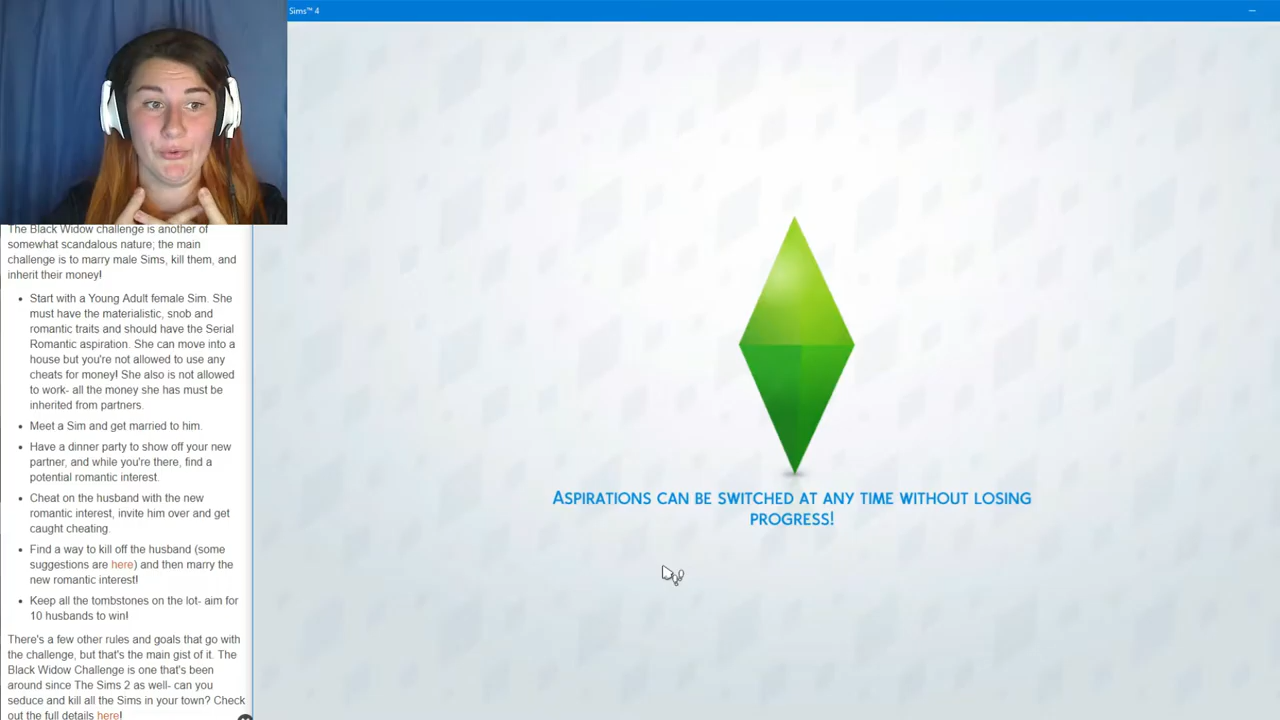 Sims™ 4
The Black Widow challenge is another of
somewhat scandalous nature; the main
challenge is to marry male Sims, kill them, and
inherit their money!
• Start with a Young Adult female Sim. She
must have the materialistic, snob and
romantic traits and should have the Serial
Romantic aspiration. She can move into a
house but you're not allowed to use any
cheats for money! She also is not allowed
to work- all the money she has must be
inherited from partners.
• Meet a Sim and get married to him.
• Have a dinner party to show off your new
partner, and while you're there, find a
potential romantic interest.
• Cheat on the husband with the new
romantic interest, invite him over and get
caught cheating.
• Find a way to kill off the husband (some
suggestions are here) and then marry the
new romantic interest!
• Keep all the tombstones on the lot- aim for
10 husbands to win!
There's a few other rules and goals that go with
the challenge, but that's the main gist of it. The
Black Widow Challenge is one that's been
around since The Sims 2 as well- can you
seduce and kill all the Sims in your town? Check
out the full details here!
ASPIRATIONS CAN BE SWITCHED AT ANY TIME WITHOUT LOSING
PROGRESS!